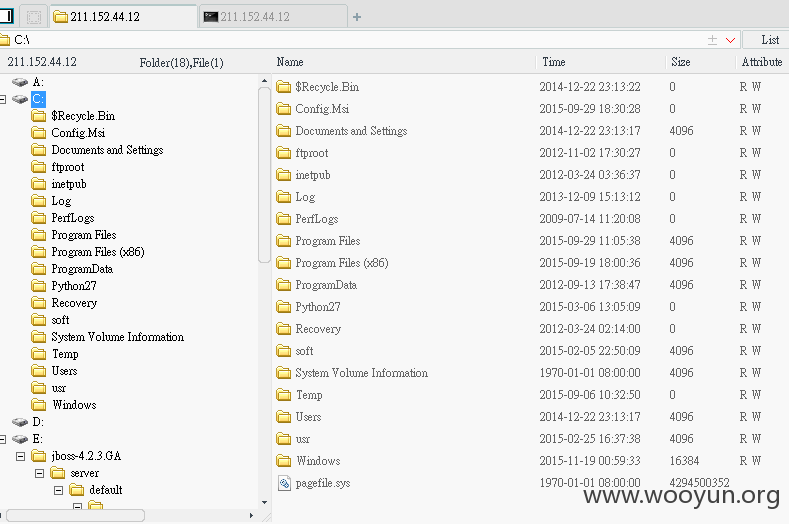 211.152.44.12
211.152.44.12
C:\
List
211.152.44.12 Folder(18),File(1)
A:
C:
$Recycle.Bin
Config.Msi
Documents and Settings
ftproot
inetpub
Log
PerfLogs
Program Files
Program Files (x86)
ProgramData
Python27
Recovery
soft
System Volume Information
Temp
Users
usr
Windows
D:
E:
jboss-4.2.3.GA
server
default
Name Time Size Attribute
$Recycle.Bin 2014-12-22 23:13:22 0 R W
Config.Msi 2015-09-29 18:30:28 0 R W
Documents and Settings 2014-12-22 23:13:17 4096 R W
ftproot 2012-11-02 17:30:27 0 R W
inetpub 2012-03-24 03:36:37 0 R W
Log 2013-12-09 15:13:12 0 R W
PerfLogs 2009-07-14 11:20:08 0 R W
Program Files 2015-09-29 11:05:38 4096 R W
Program Files (x86) 2015-09-19 18:00:36 4096 R W
ProgramData 2012-09-13 17:38:47 4096 R W
Python27 2015-03-06 13:05:09 0 R W
Recovery 2012-03-24 02:14:00 0 R W
soft 2015-02-05 22:50:09 4096 R W
System Volume Information 1970-01-01 08:00:00 4096 R W
Temp 2015-09-06 10:32:50 0 R W
Users 2014-12-22 23:13:17 4096 R W
usr 2015-02-25 16:37:38 4096 R W
Windows 2015-11-19 00:59:33 16384 R W
pagefile.sys 1970-01-01 08:00:00 4294500352
www.wooyun.org